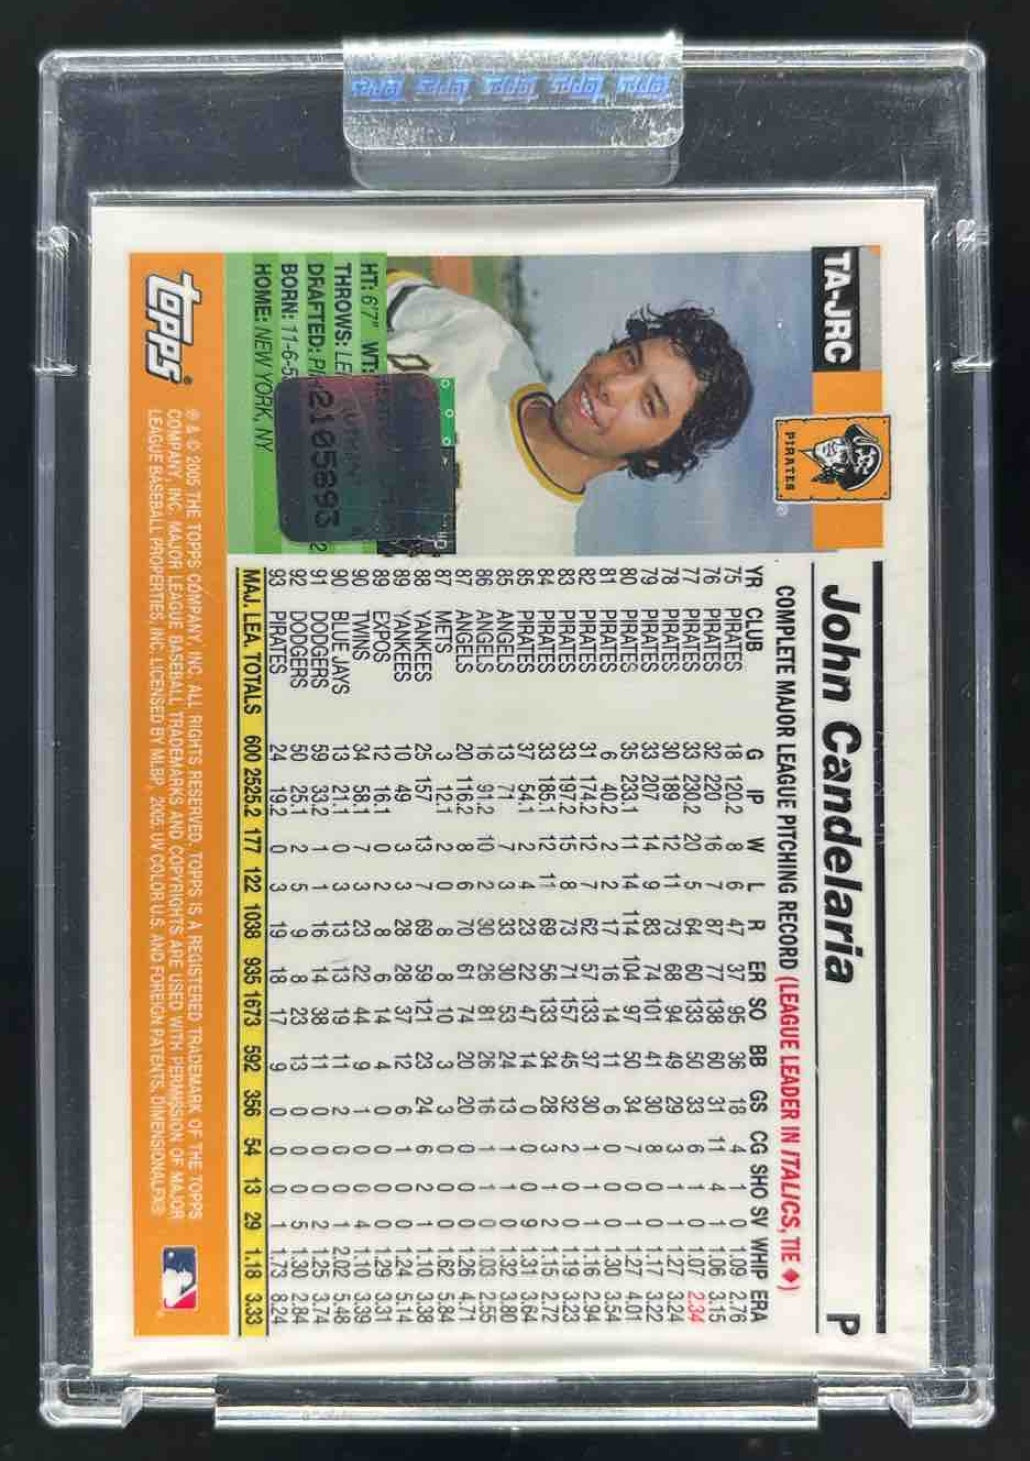 TA-JRC
PIRATES
John Candelaria P
COMPLETE MAJOR LEAGUE PITCHING RECORD (LEAGUE LEADER IN ITALICS, TIE ♦)
YR CLUB G IP W L R ER SO BB GS CG SHO SV WHIP ERA
75 PIRATES 18 120.2 8 6 47 37 95 36 18 4 1 0 1.09 2.76
76 PIRATES 32 220 16 7 87 77 138 60 31 11 4 1 1.06 3.15
77 PIRATES 33 230.2 20 5 64 60 133 50 33 6 1 0 1.07 2.34
78 PIRATES 30 189 12 11 73 68 94 49 29 3 1 1 1.27 3.24
79 PIRATES 33 207 14 9 83 74 101 41 30 8 0 0 1.17 3.22
80 PIRATES 35 233.1 11 14 114 104 97 50 34 7 0 1 1.27 4.01
81 PIRATES 6 40.2 2 2 17 16 14 11 6 0 0 0 1.30 3.54
82 PIRATES 31 174.2 12 7 62 57 133 37 30 1 1 1 1.16 2.94
83 PIRATES 33 197.2 15 8 73 71 157 45 32 2 0 0 1.19 3.23
84 PIRATES 33 185.1 12 11 69 56 133 34 28 3 1 2 1.15 2.72
85 PIRATES 37 54.1 2 4 23 22 47 14 0 0 0 9 1.31 3.64
85 ANGELS 13 71 7 3 33 30 53 24 13 1 1 0 1.32 3.80
86 ANGELS 16 91.2 10 2 30 26 81 26 16 1 1 0 1.03 2.55
87 ANGELS 20 116.2 8 6 70 61 74 20 20 0 0 0 1.26 4.71
87 METS 3 12.1 2 0 8 8 10 3 3 0 0 0 1.62 5.84
88 YANKEES 25 157 13 7 69 59 121 23 24 6 2 1 1.10 3.38
89 YANKEES 10 49 3 3 28 28 37 12 6 1 0 0 1.24 5.14
89 EXPOS 12 16.1 0 2 8 6 14 4 0 0 0 0 1.29 3.31
90 TWINS 34 58.1 7 3 23 22 44 9 1 0 0 4 1.10 3.39
90 BLUE JAYS 13 21.1 0 3 13 13 19 11 2 0 0 1 2.02 5.48
91 DODGERS 59 33.2 1 1 16 14 38 11 0 0 0 2 1.25 3.74
92 DODGERS 50 25.1 2 5 9 8 23 13 0 0 0 5 1.30 2.84
93 PIRATES 24 19.2 0 3 19 18 17 9 0 0 0 1 1.73 8.24
MAJ. LEA. TOTALS 600 2525.2 177 122 1038 935 1673 592 356 54 13 29 1.18 3.33
HT: 6'7" WT:
THROWS: LE
DRAFTED: PI
BORN: 11-6-5
HOME: NEW YORK, NY
2105893
topps®
® & © 2005 THE TOPPS COMPANY, INC. ALL RIGHTS RESERVED. TOPPS IS A REGISTERED TRADEMARK OF THE TOPPS
COMPANY, INC. MAJOR LEAGUE BASEBALL TRADEMARKS AND COPYRIGHTS ARE USED WITH PERMISSION OF MAJOR
LEAGUE BASEBALL PROPERTIES, INC. LICENSED BY MLBP, 2005. UV COLOR U.S. AND FOREIGN PATENTS, DIMENSIONAL FX®
topps topps topps topps topps